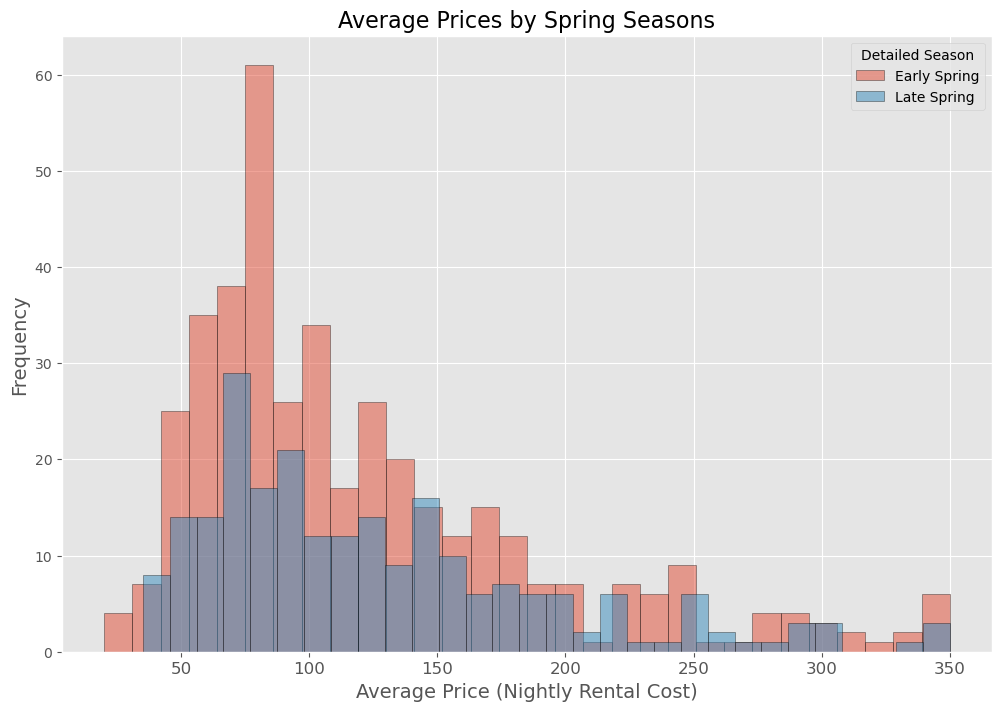 Average Prices by Spring Seasons
Detailed Season
Early Spring
Late Spring
Frequency
60
50
40
30
20
10
0
50 100 150 200 250 300 350
Average Price (Nightly Rental Cost)